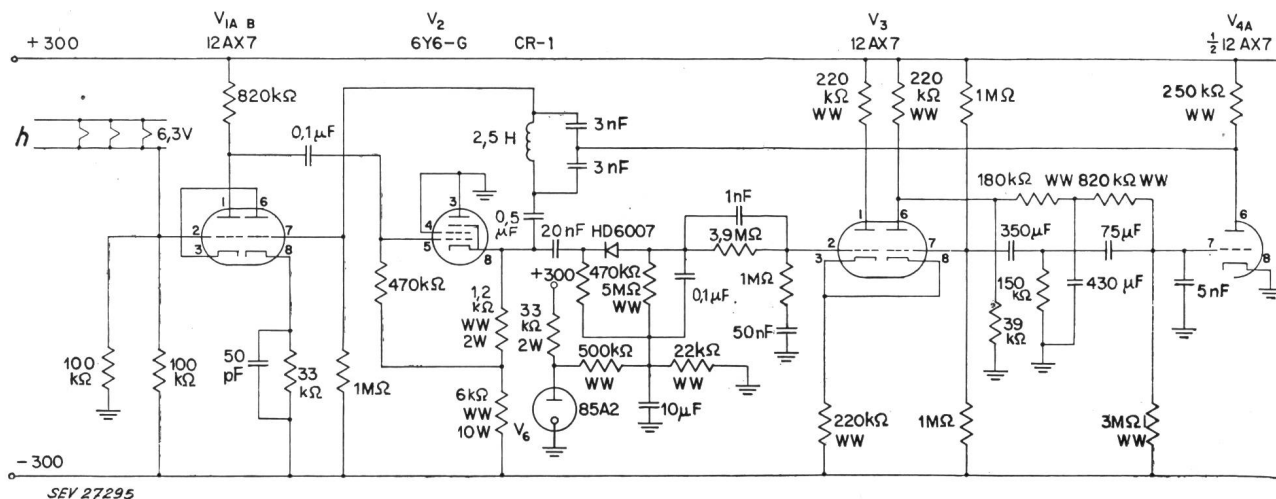 V1A B
12AX7
V2
6Y6-G
CR-1
V3
12AX7
V4A
½ 12AX7
+300
820kΩ
h
6,3V
0,1µF
2,5 H
3nF
3nF
220
kΩ
WW
220
kΩ
WW
1MΩ
250 kΩ
WW
1
6
2
7
3
8
3
4
5
8
0,5
µF
20nF
HD6007
1nF
3,9MΩ
1
6
2
7
3
8
180kΩ WW
820kΩ WW
350µF
75µF
6
7
8
470kΩ
1,2
kΩ
WW
2W
+300
470kΩ
5MΩ
WW
0,1µF
1MΩ
50nF
150
kΩ
39
kΩ
430 µF
5nF
33
kΩ
2W
500kΩ
WW
22kΩ
WW
100
kΩ
100
kΩ
50
pF
33
kΩ
1MΩ
6kΩ
WW
10W
V6
85A2
10µF
220kΩ
WW
1MΩ
3MΩ
WW
-300
SEV 27295